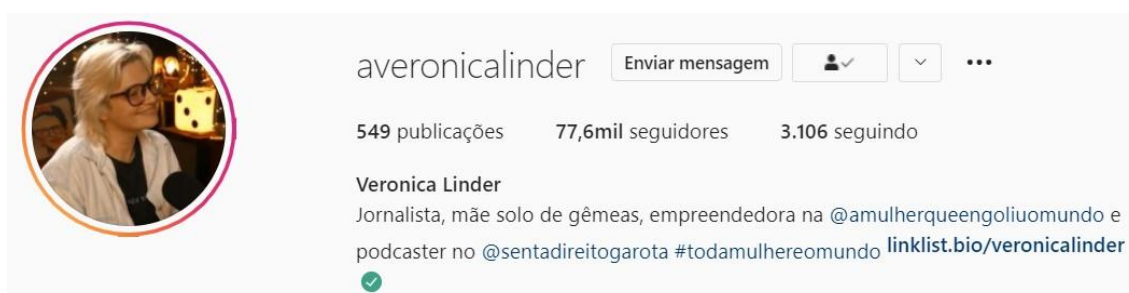 averonicalinder Enviar mensagem
549 publicações 77,6mil seguidores 3.106 seguindo
Veronica Linder
Jornalista, mãe solo de gêmeas, empreendedora na @amulherqueengoliuomundo e
podcaster no @sentadireitogarota #todamulhereomundo linklist.bio/veronicalinder